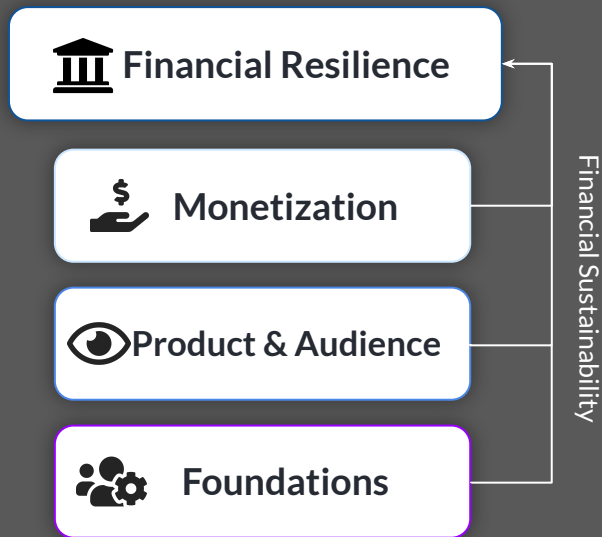 Financial Resilience
$
Monetization
Product & Audience
Foundations
Financial Sustainability